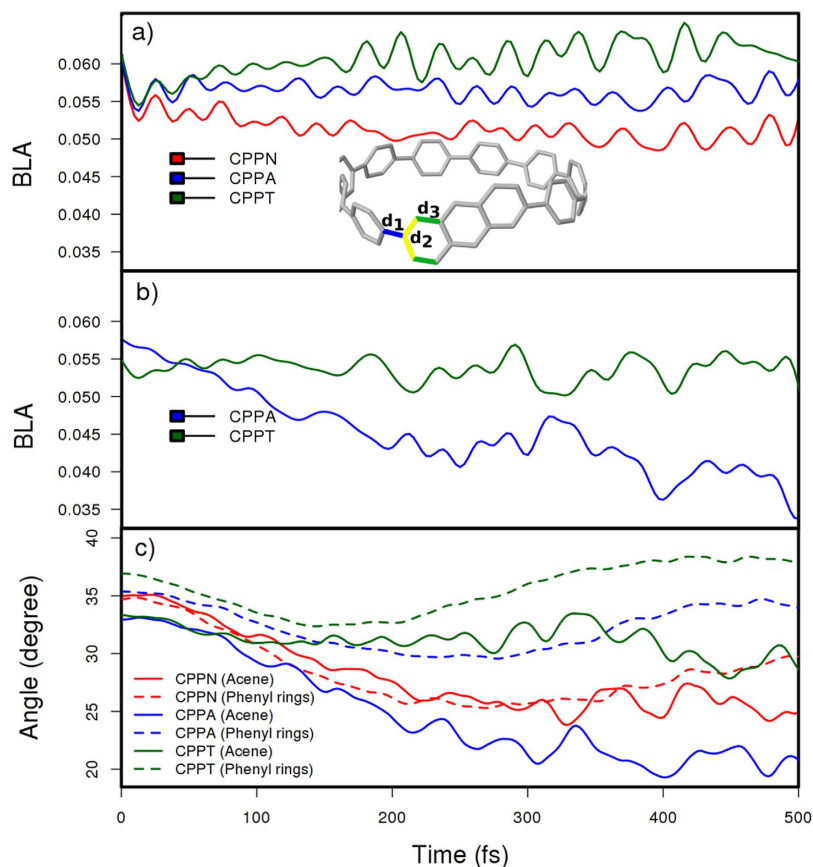 a)
BLA
0.060
0.055
0.050
0.045
0.040
0.035
CPPN
CPPA
CPPT
d1
d2
d3
b)
BLA
0.060
0.055
0.050
0.045
0.040
0.035
CPPA
CPPT
c)
Angle (degree)
40
35
30
25
20
CPPN (Acene)
CPPN (Phenyl rings)
CPPA (Acene)
CPPA (Phenyl rings)
CPPT (Acene)
CPPT (Phenyl rings)
0 100 200 300 400 500
Time (fs)